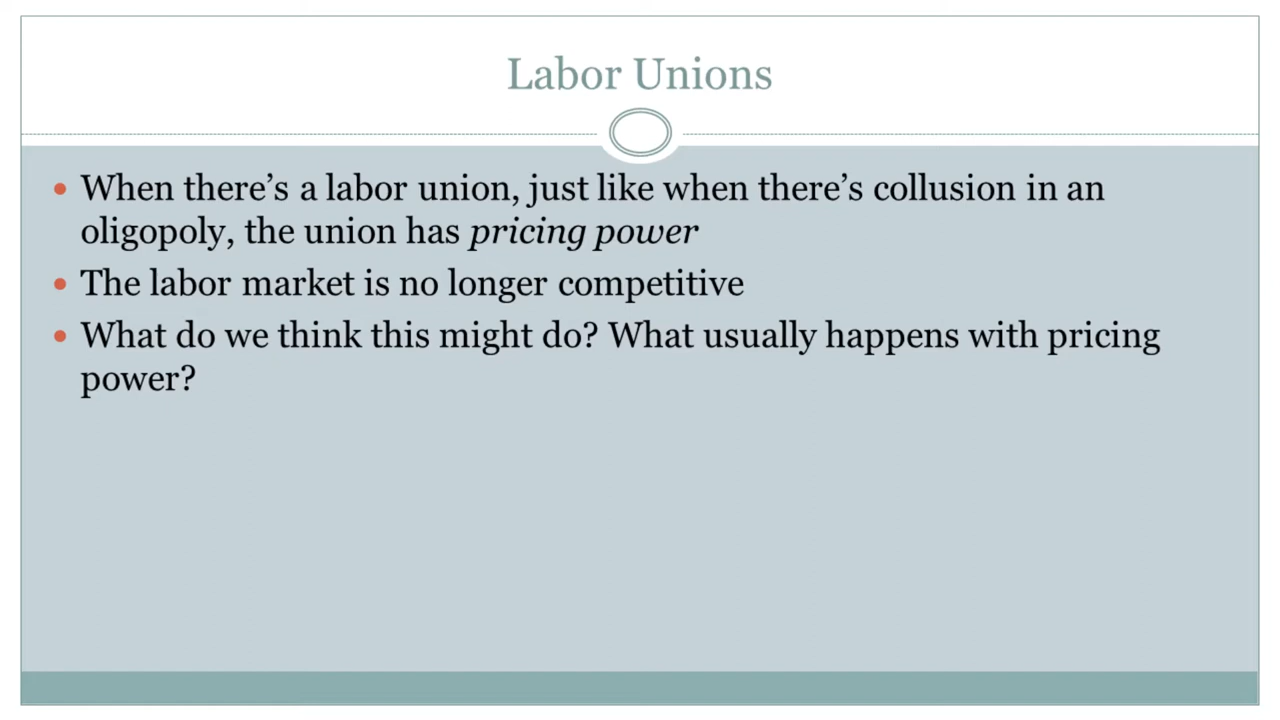 Labor Unions
• When there’s a labor union, just like when there’s collusion in an
oligopoly, the union has pricing power
• The labor market is no longer competitive
• What do we think this might do? What usually happens with pricing
power?